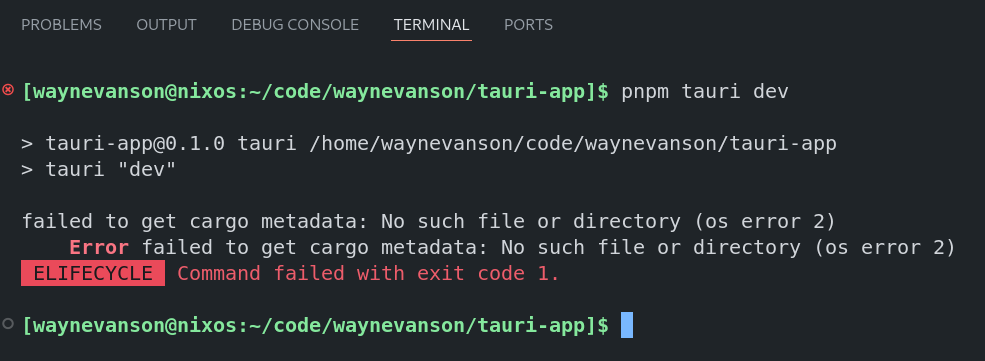 PROBLEMS OUTPUT DEBUG CONSOLE TERMINAL PORTS
[waynevanson@nixos:~/code/waynevanson/tauri-app]$ pnpm tauri dev
> tauri-app@0.1.0 tauri /home/waynevanson/code/waynevanson/tauri-app
> tauri "dev"
failed to get cargo metadata: No such file or directory (os error 2)
Error failed to get cargo metadata: No such file or directory (os error 2)
ELIFECYCLE Command failed with exit code 1.
[waynevanson@nixos:~/code/waynevanson/tauri-app]$